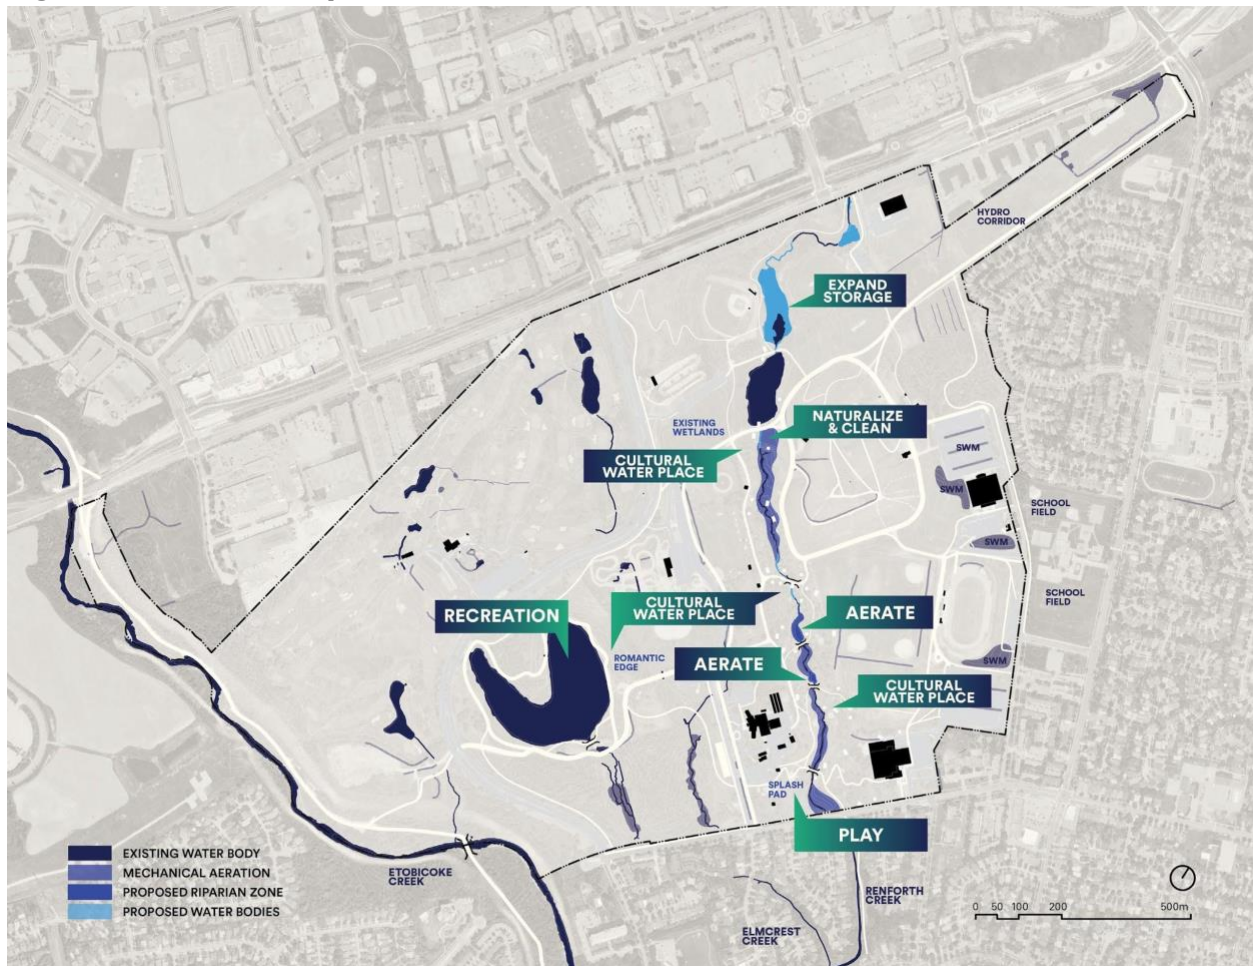 HYDRO
CORRIDOR
EXPAND
STORAGE
EXISTING
WETLANDS
NATURALIZE
& CLEAN
CULTURAL
WATER PLACE
SWM
SWM
SCHOOL
FIELD
SWM
SCHOOL
FIELD
RECREATION
CULTURAL
WATER PLACE
AERATE
ROMANTIC
EDGE
AERATE
SWM
CULTURAL
WATER PLACE
SPLASH
PAD
PLAY
EXISTING WATER BODY
MECHANICAL AERATION
PROPOSED RIPARIAN ZONE
PROPOSED WATER BODIES
ETOBICOKE
CREEK
RENFORTH
CREEK
ELMCREST
CREEK
0 50 100 200 500m